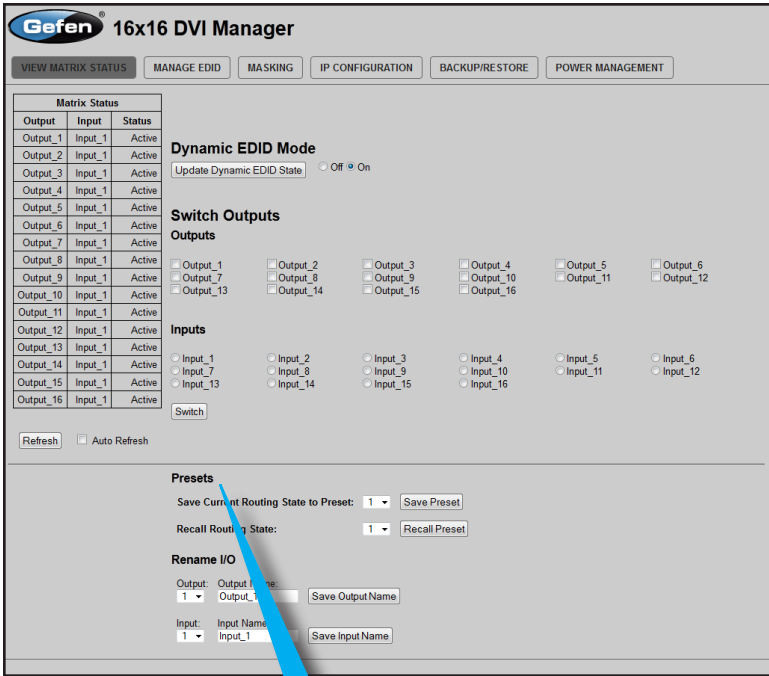 Gefen® 16x16 DVI Manager
VIEW MATRIX STATUS MANAGE EDID MASKING IP CONFIGURATION BACKUP/RESTORE POWER MANAGEMENT
Matrix Status
Output Input Status
Output_1 Input_1 Active
Output_2 Input_1 Active
Output_3 Input_1 Active
Output_4 Input_1 Active
Output_5 Input_1 Active
Output_6 Input_1 Active
Output_7 Input_1 Active
Output_8 Input_1 Active
Output_9 Input_1 Active
Output_10 Input_1 Active
Output_11 Input_1 Active
Output_12 Input_1 Active
Output_13 Input_1 Active
Output_14 Input_1 Active
Output_15 Input_1 Active
Output_16 Input_1 Active
Refresh Auto Refresh
Dynamic EDID Mode
Update Dynamic EDID State Off On
Switch Outputs
Outputs
Output_1 Output_2 Output_3 Output_4 Output_5 Output_6
Output_7 Output_8 Output_9 Output_10 Output_11 Output_12
Output_13 Output_14 Output_15 Output_16
Inputs
Input_1 Input_2 Input_3 Input_4 Input_5 Input_6
Input_7 Input_8 Input_9 Input_10 Input_11 Input_12
Input_13 Input_14 Input_15 Input_16
Switch
Presets
Save Current Routing State to Preset: 1 Save Preset
Recall Routing State: 1 Recall Preset
Rename I/O
Output: Output Name:
1 Output_1 Save Output Name
Input: Input Name
1 Input_1 Save Input Name